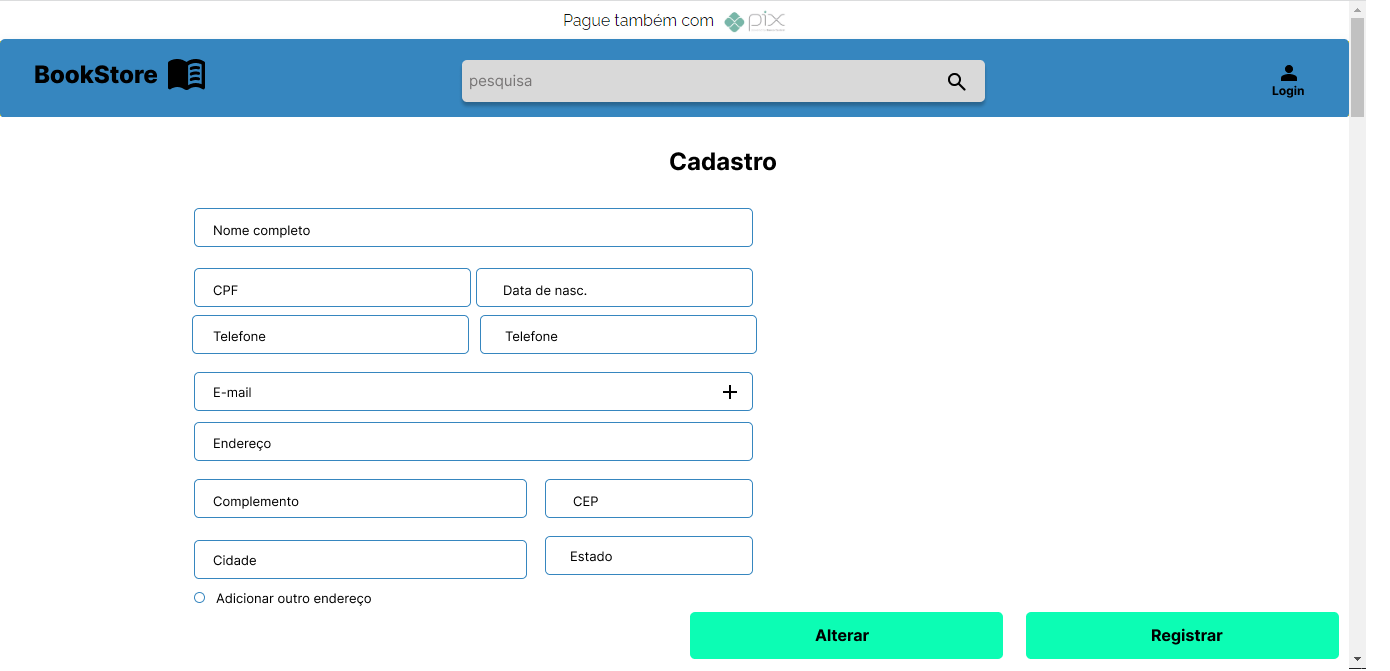 Pague também com pix
BookStore
pesquisa
Login
Cadastro
Nome completo
CPF
Data de nasc.
Telefone
Telefone
E-mail
Endereço
Complemento
CEP
Cidade
Estado
Adicionar outro endereço
Alterar
Registrar